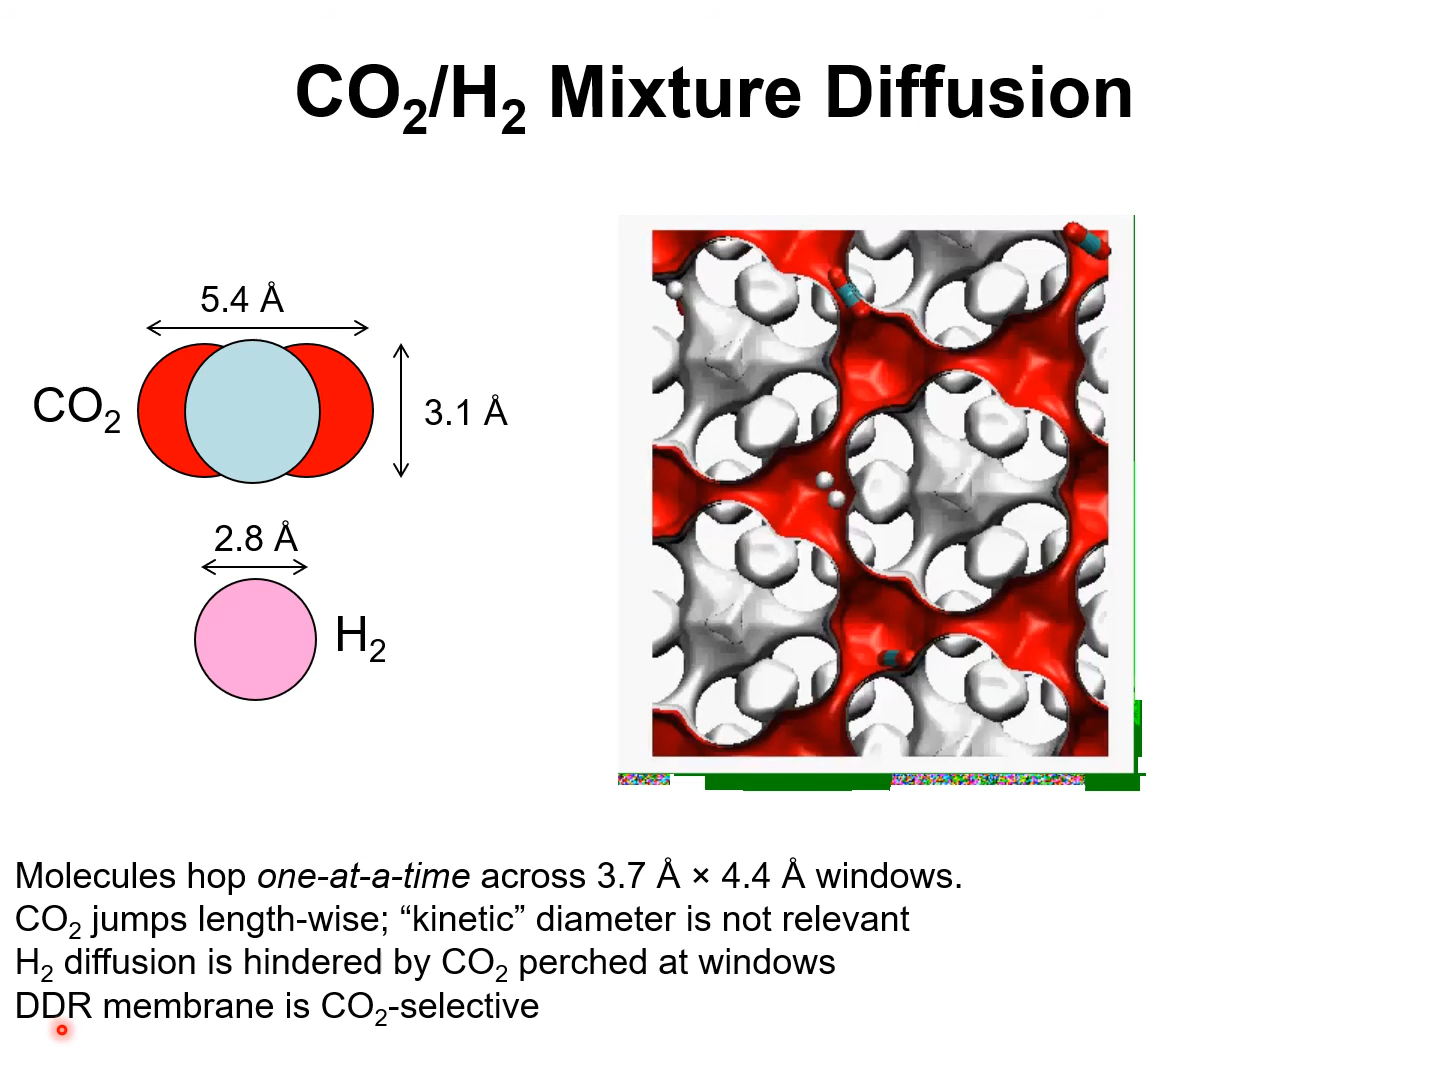 CO₂/H₂ Mixture Diffusion
5.4 Å
CO₂
3.1 Å
2.8 Å
H₂
Molecules hop one-at-a-time across 3.7 Å × 4.4 Å windows.
CO₂ jumps length-wise; “kinetic” diameter is not relevant
H₂ diffusion is hindered by CO₂ perched at windows
DDR membrane is CO₂-selective